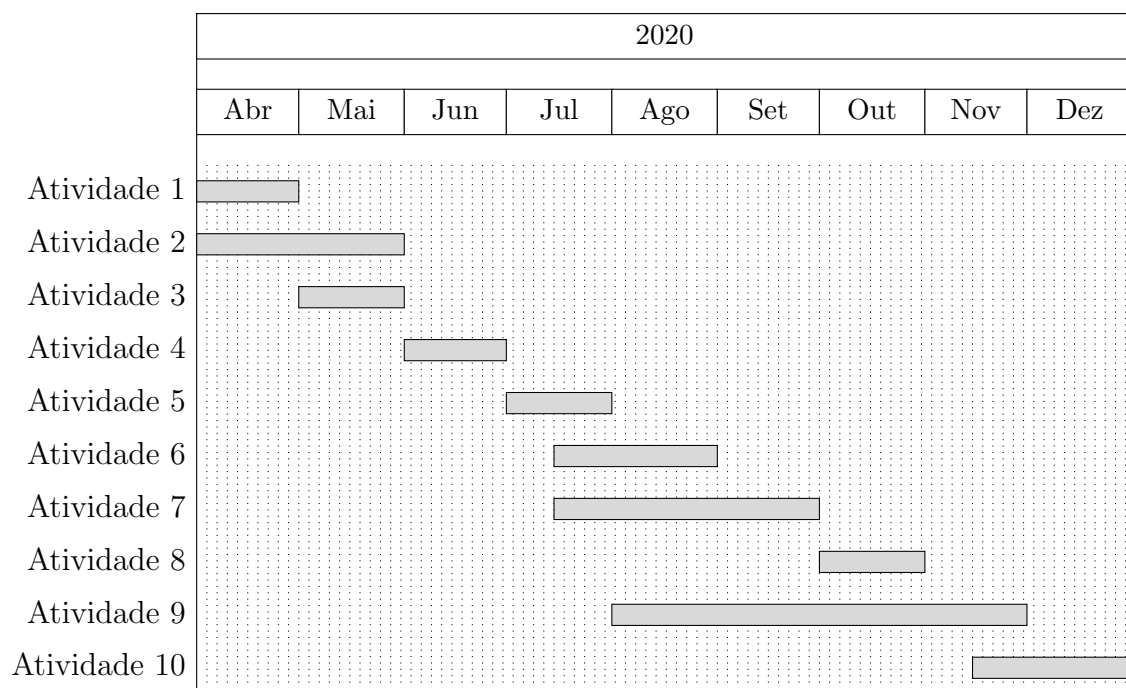 2020
Abr Mai Jun Jul Ago Set Out Nov Dez
Atividade 1
Atividade 2
Atividade 3
Atividade 4
Atividade 5
Atividade 6
Atividade 7
Atividade 8
Atividade 9
Atividade 10